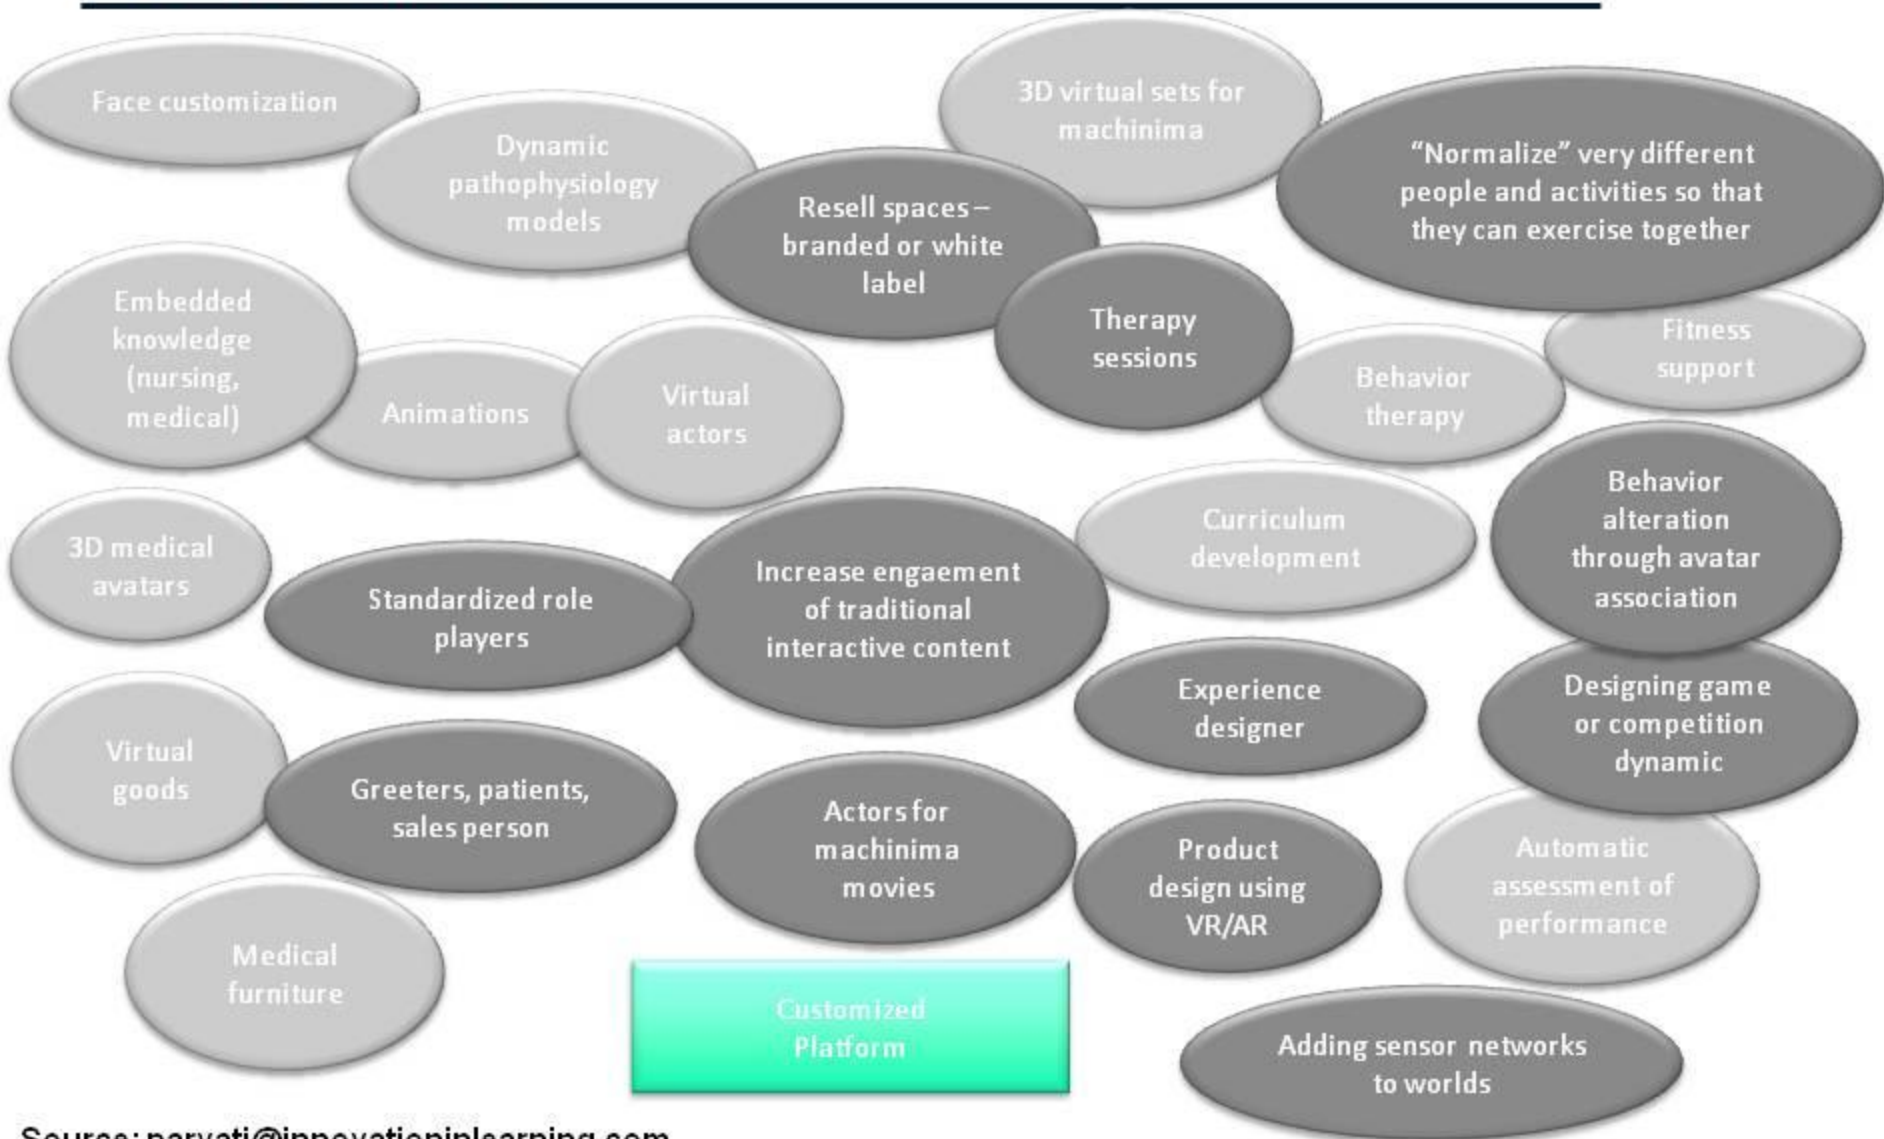 Face customization
Dynamic
pathophysiology
models
3D virtual sets for
machinima
"Normalize" very different
people and activities so that
they can exercise together
Resell spaces –
branded or white
label
Embedded
knowledge
(nursing,
medical)
Therapy
sessions
Fitness
support
Animations
Virtual
actors
Behavior
therapy
Behavior
alteration
through avatar
association
3D medical
avatars
Standardized role
players
Increase engaement
of traditional
interactive content
Curriculum
development
Experience
designer
Designing game
or competition
dynamic
Virtual
goods
Greeters, patients,
sales person
Actors for
machinima
movies
Product
design using
VR/AR
Automatic
assessment of
performance
Medical
furniture
Customized
Platform
Adding sensor networks
to worlds
Source: parvati@innovationinlearning.com